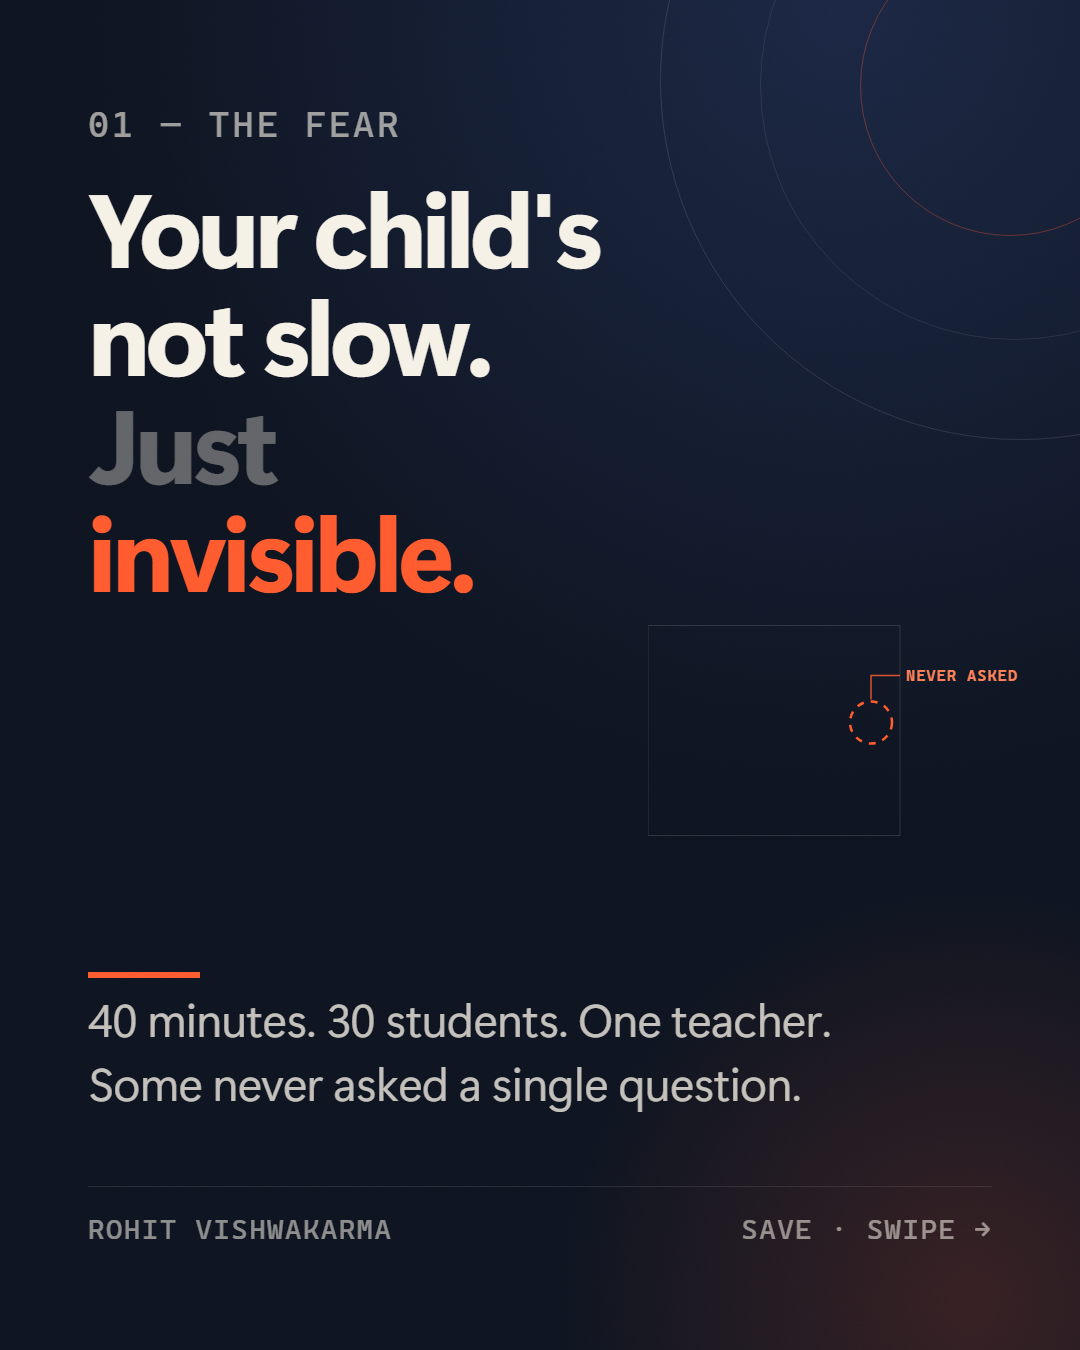 01 — THE FEAR
Your child's
not slow.
Just
invisible.
NEVER ASKED
40 minutes. 30 students. One teacher.
Some never asked a single question.
ROHIT VISHWAKARMA
SAVE · SWIPE →